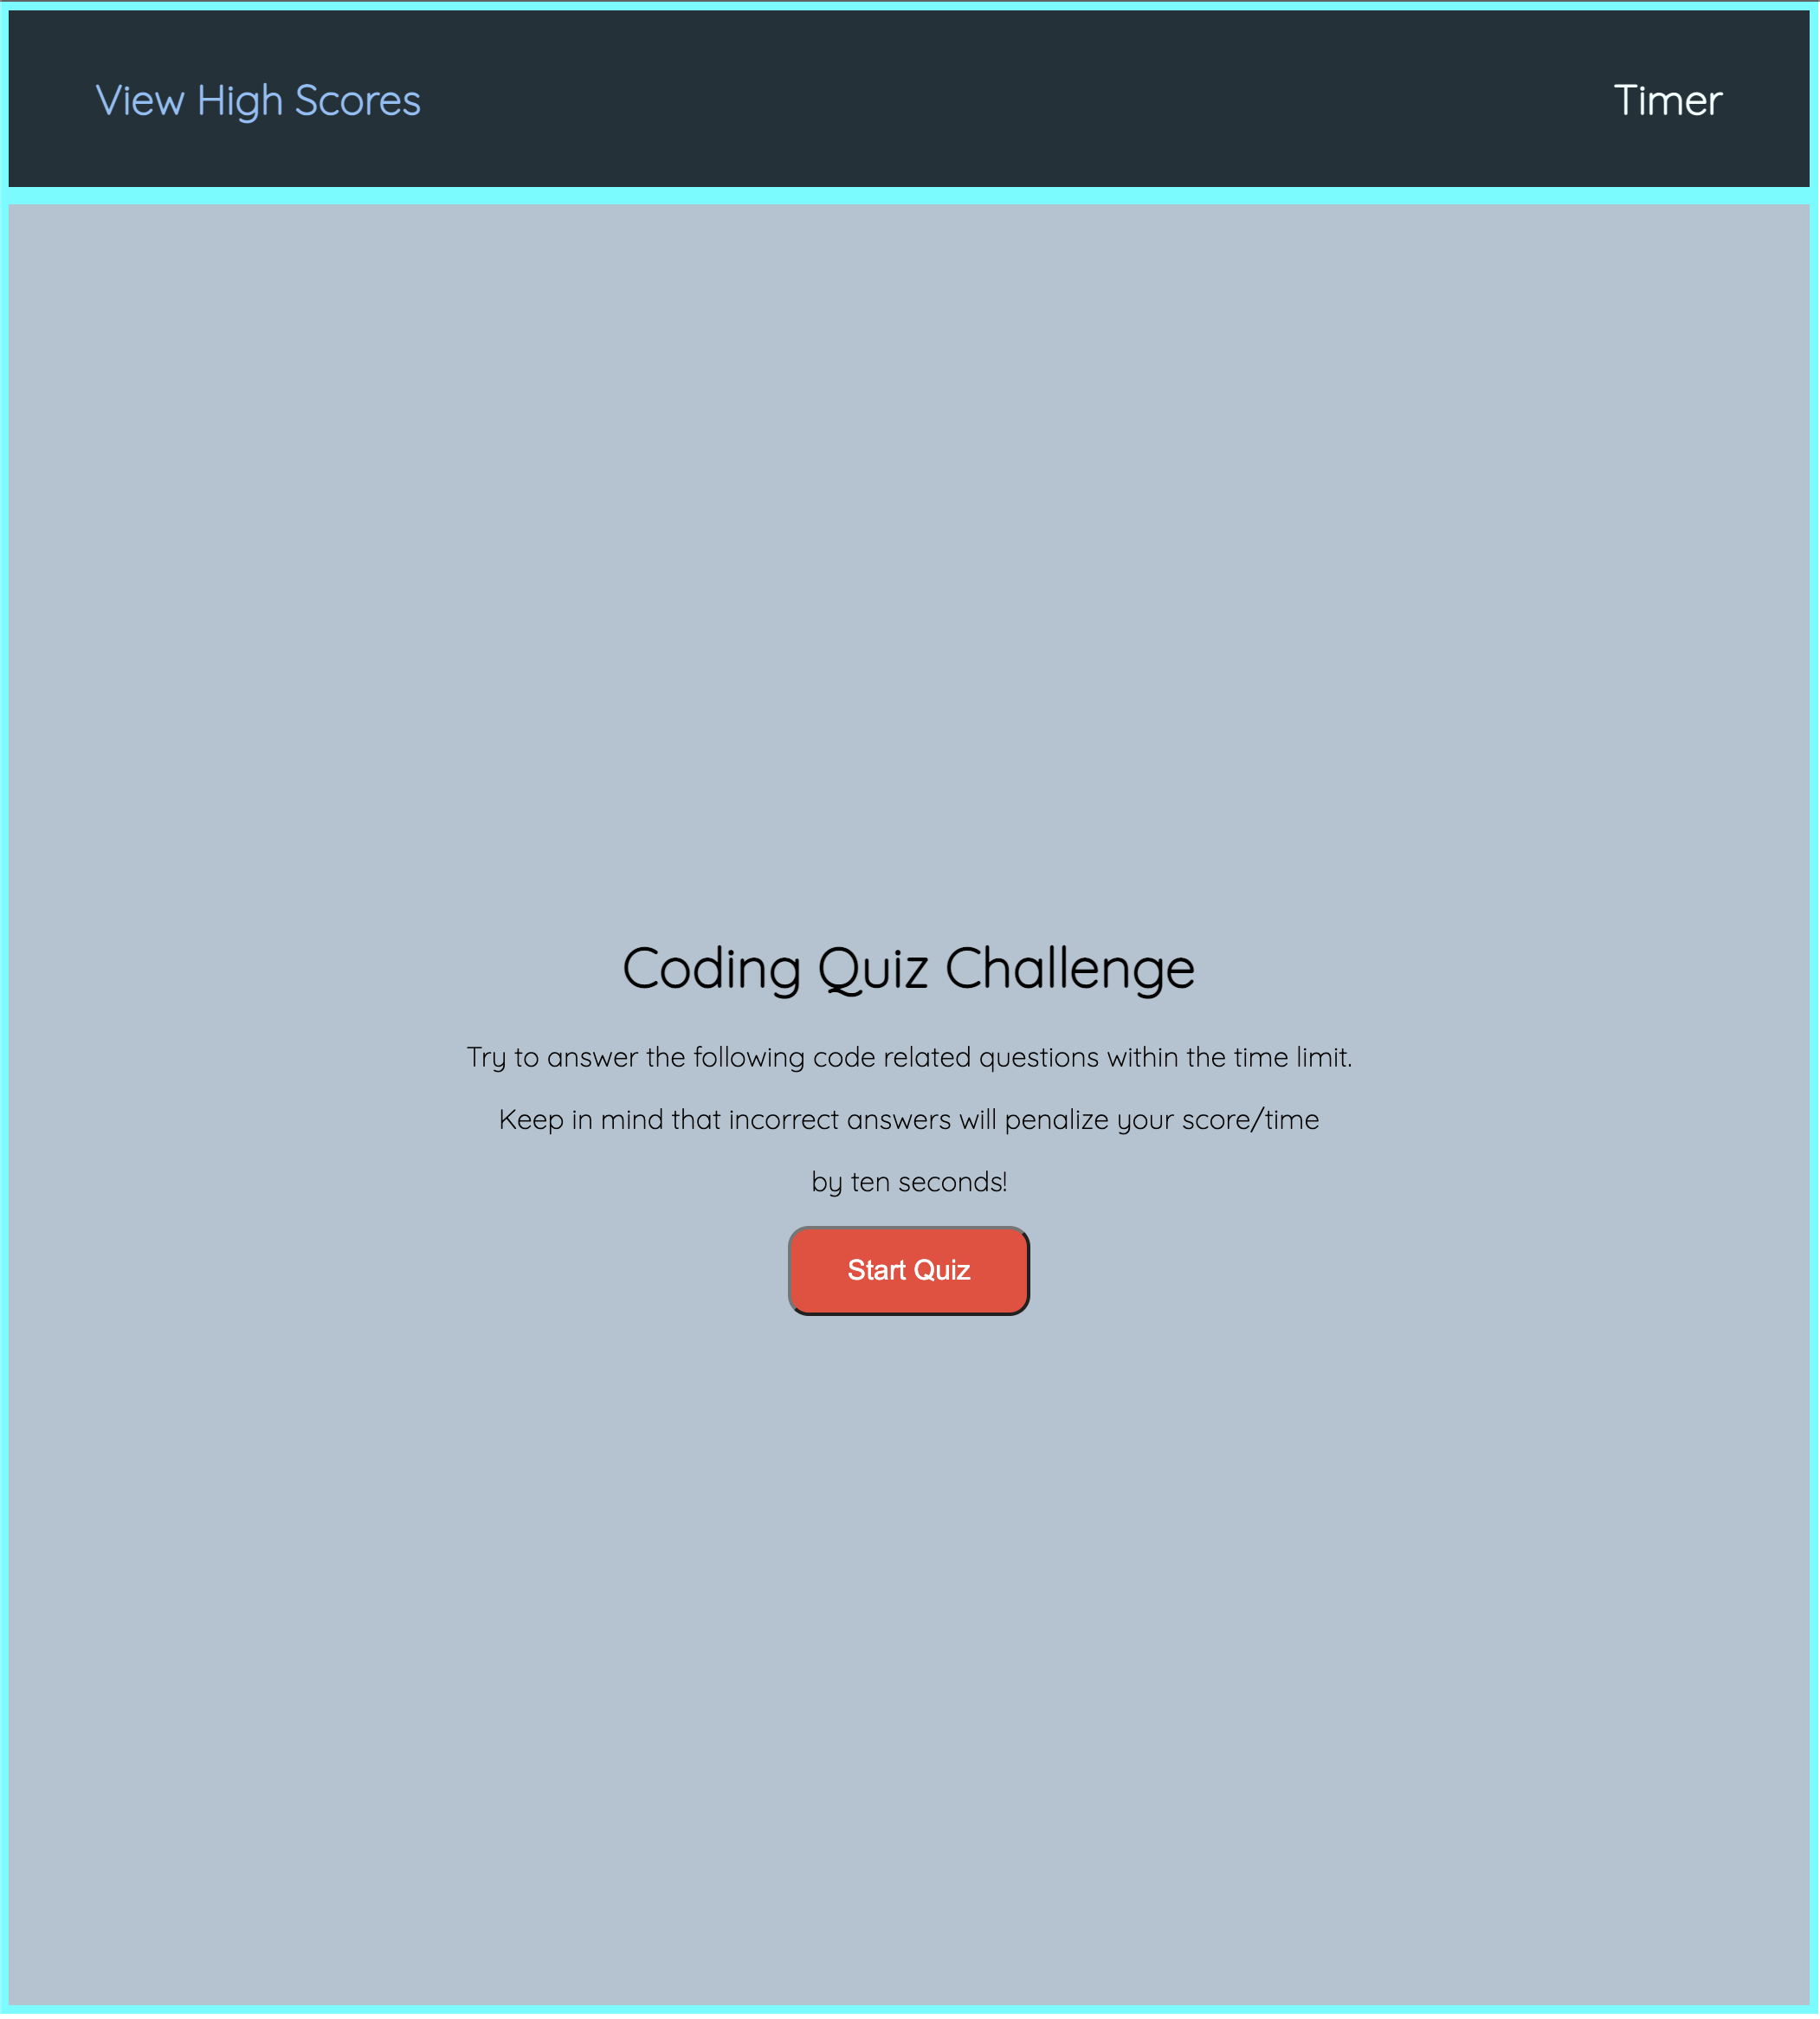 View High Scores
Timer
Coding Quiz Challenge
Try to answer the following code related questions within the time limit.
Keep in mind that incorrect answers will penalize your score/time
by ten seconds!
Start Quiz